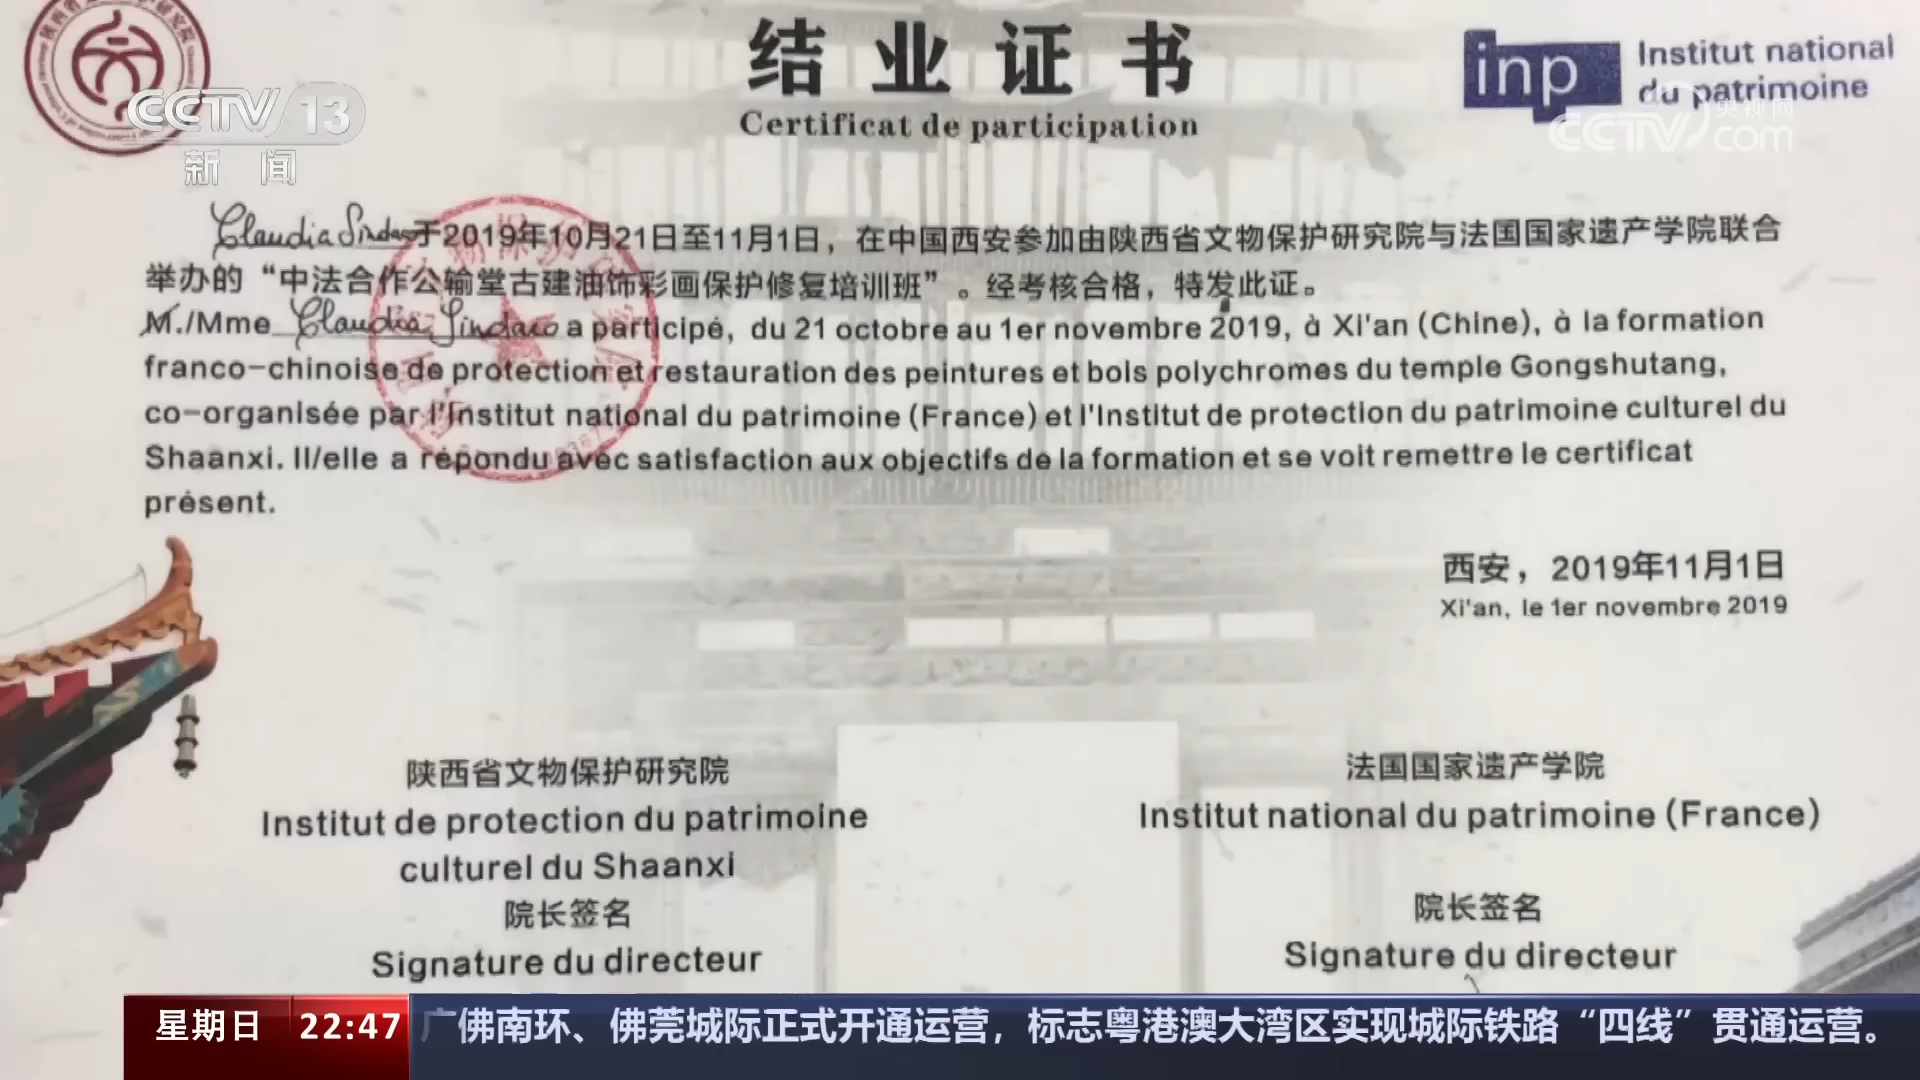 结业证书
Certificat de participation
inp
Institut national
du patrimoine
CCTV 13
新闻
央视网
CCTV com
Claudia Sindaco于2019年10月21日至11月1日，在中国西安参加由陕西省文物保护研究院与法国国家遗产学院联合
举办的“中法合作公输堂古建油饰彩画保护修复培训班”。经考核合格，特发此证。
M./Mme Claudia Sindaco a participé, du 21 octobre au 1er novembre 2019, à Xi'an (Chine), à la formation
franco-chinoise de protection et restauration des peintures et bois polychromes du temple Gongshutang,
co-organisée par l'Institut national du patrimoine (France) et l'Institut de protection du patrimoine culturel du
Shaanxi. Il/elle a répondu avec satisfaction aux objectifs de la formation et se voit remettre le certificat
présent.
西安，2019年11月1日
Xi'an, le 1er novembre 2019
陕西省文物保护研究院
Institut de protection du patrimoine
culturel du Shaanxi
院长签名
Signature du directeur
法国国家遗产学院
Institut national du patrimoine (France)
院长签名
Signature du directeur
星期日 22:47
广佛南环、佛莞城际正式开通运营，标志粤港澳大湾区实现城际铁路“四线”贯通运营。